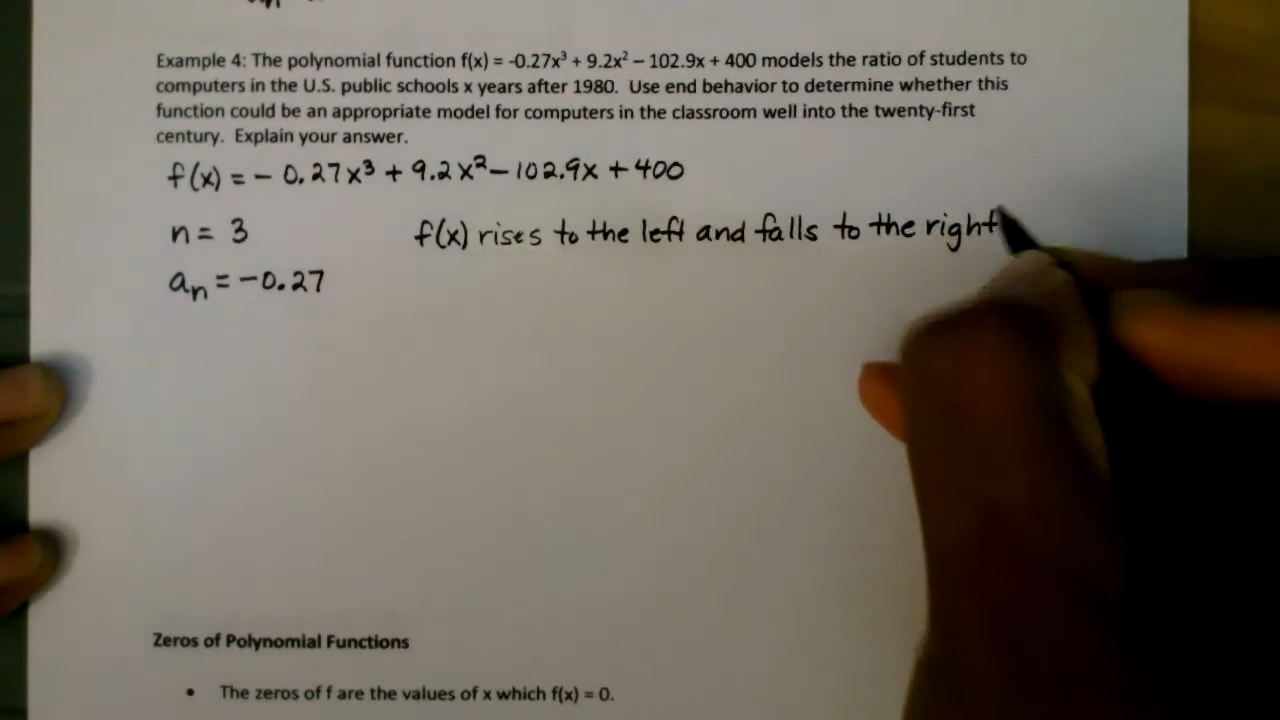 Example 4: The polynomial function f(x) = -0.27x³ + 9.2x² – 102.9x + 400 models the ratio of students to
computers in the U.S. public schools x years after 1980. Use end behavior to determine whether this
function could be an appropriate model for computers in the classroom well into the twenty-first
century. Explain your answer.
f(x) = - 0.27x³ + 9.2x² - 102.9x + 400
n = 3
f(x) rises to the left and falls to the right
aₙ = -0.27
Zeros of Polynomial Functions
• The zeros of f are the values of x which f(x) = 0.